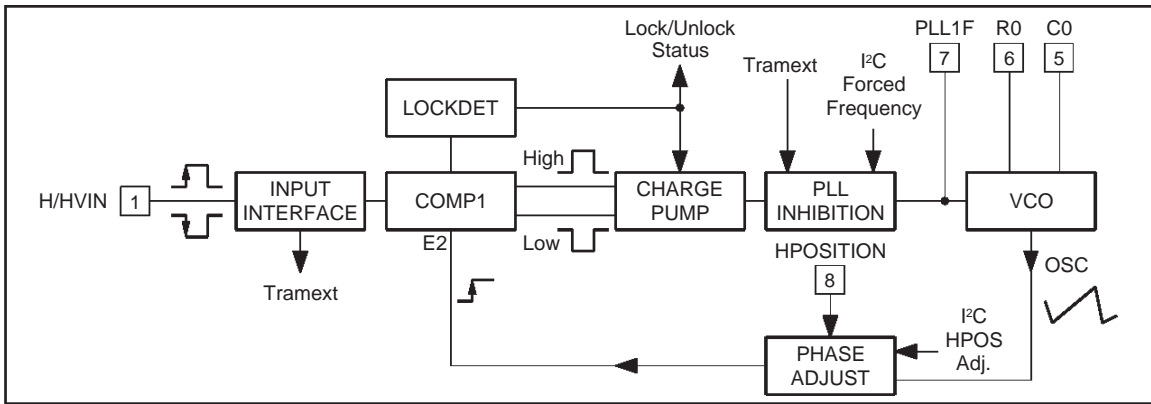 Lock/Unlock
Status
PLL1F
R0
C0
7
6
5
Tramext
I²C
Forced
Frequency
LOCKDET
High
H/HVIN
1
INPUT
INTERFACE
COMP1
CHARGE
PUMP
PLL
INHIBITION
VCO
E2
Low
HPOSITION
8
OSC
Tramext
I²C
HPOS
Adj.
PHASE
ADJUST